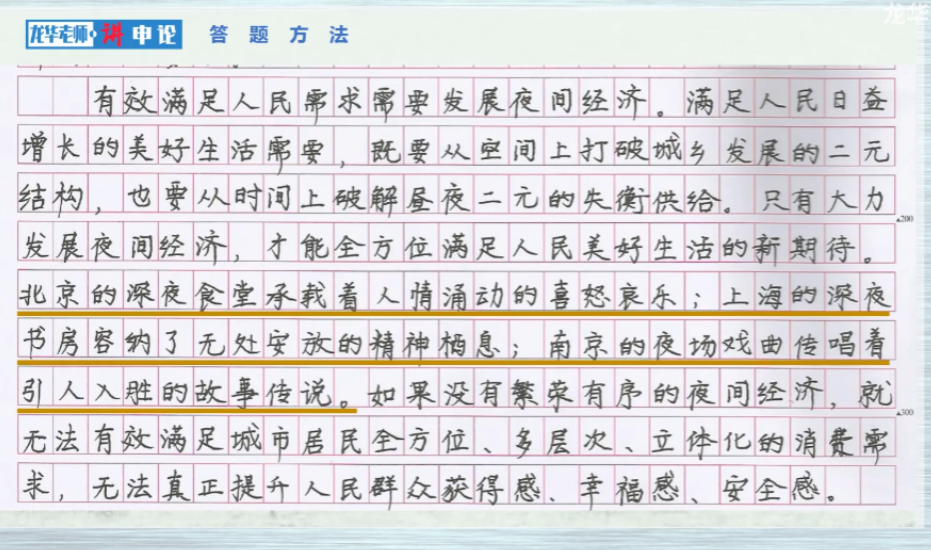 龙华
龙华老师 讲 申论 答题方法
有效满足人民需求需要发展夜间经济。满足人民日益
增长的美好生活需要，既要从空间上打破城乡发展的二元
结构，也要从时间上破解昼夜二元的失衡供给。只有大力
200
发展夜间经济，才能全方位满足人民美好生活的新期待。
北京的深夜食堂承载着人情涌动的喜怒哀乐；上海的深夜
书房容纳了无处安放的精神栖息；南京的夜场戏曲传唱着
引人入胜的故事传说。如果没有繁荣有序的夜间经济，就
300
无法有效满足城市居民全方位、多层次、立体化的消费需
求，无法真正提升人民群众获得感、幸福感、安全感。